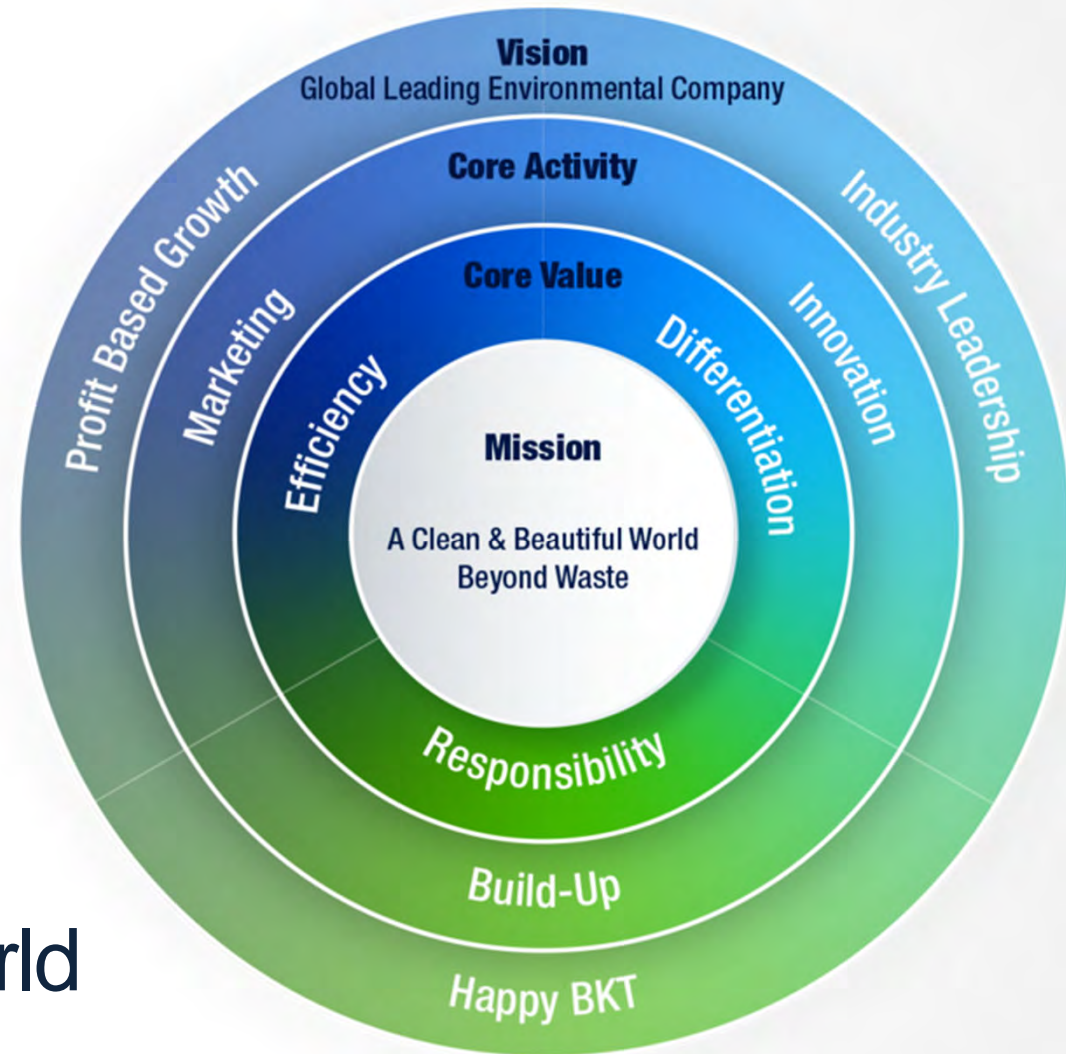 Vision
Global Leading Environmental Company
Profit Based Growth
Industry Leadership
Core Activity
Marketing
Innovation
Core Value
Efficiency
Differentiation
Mission
A Clean & Beautiful World
Beyond Waste
Responsibility
Build-Up
Happy BKT
rld